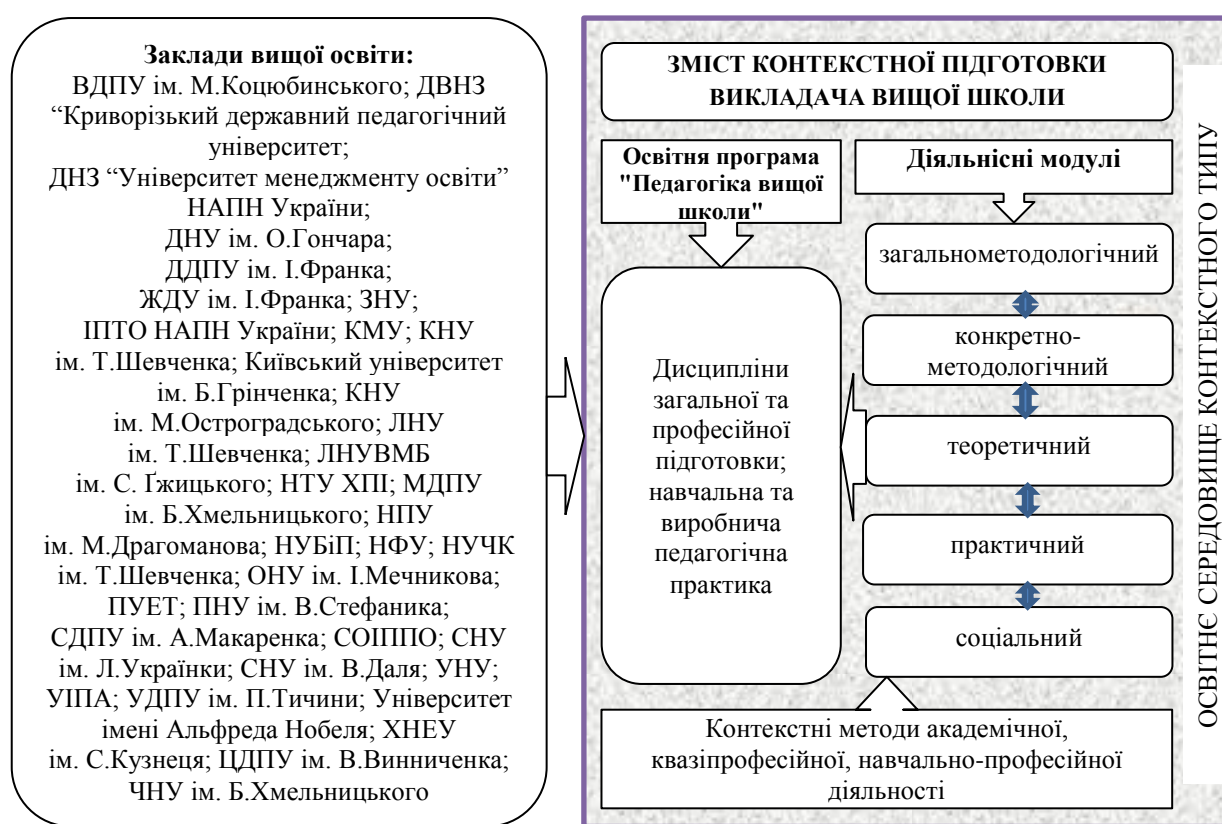 Заклади вищої освіти:
ВДПУ ім. М.Коцюбинського; ДВНЗ
“Криворізький державний педагогічний
університет;
ДНЗ “Університет менеджменту освіти”
НАПН України;
ДНУ ім. О.Гончара;
ДДПУ ім. І.Франка;
ЖДУ ім. І.Франка; ЗНУ;
ІПТО НАПН України; КМУ; КНУ
ім. Т.Шевченка; Київський університет
ім. Б.Грінченка; КНУ
ім. М.Остроградського; ЛНУ
ім. Т.Шевченка; ЛНУВМБ
ім. С. Ґжицького; НТУ ХПІ; МДПУ
ім. Б.Хмельницького; НПУ
ім. М.Драгоманова; НУБіП; НФУ; НУЧК
ім. Т.Шевченка; ОНУ ім. І.Мечникова;
ПУЕТ; ПНУ ім. В.Стефаника;
СДПУ ім. А.Макаренка; СОІППО; СНУ
ім. Л.Українки; СНУ ім. В.Даля; УНУ;
УІПА; УДПУ ім. П.Тичини; Університет
імені Альфреда Нобеля; ХНЕУ
ім. С.Кузнеця; ЦДПУ ім. В.Винниченка;
ЧНУ ім. Б.Хмельницького
ЗМІСТ КОНТЕКСТНОЇ ПІДГОТОВКИ
ВИКЛАДАЧА ВИЩОЇ ШКОЛИ
Освітня програма
"Педагогіка вищої
школи"
Дисципліни
загальної та
професійної
підготовки;
навчальна та
виробнича
педагогічна
практика
Діяльнісні модулі
загальнометодологічний
конкретно-
методологічний
теоретичний
практичний
соціальний
Контекстні методи академічної,
квазіпрофесійної, навчально-професійної
діяльності
ОСВІТНЄ СЕРЕДОВИЩЕ КОНТЕКСТНОГО ТИПУ